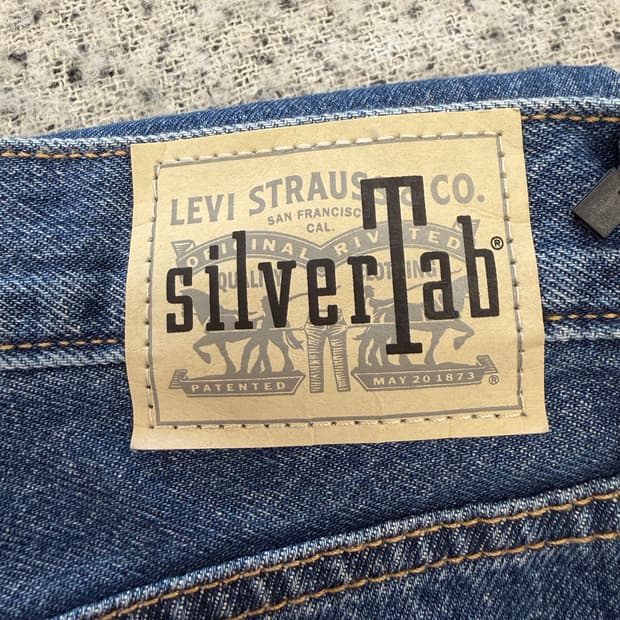 LEVI STRAUSS & CO.
SAN FRANCISCO
CAL.
ORIGINAL RIVETED
QUALITY CLOTHING
silverTab®
PATENTED
MAY 20 1873 ®